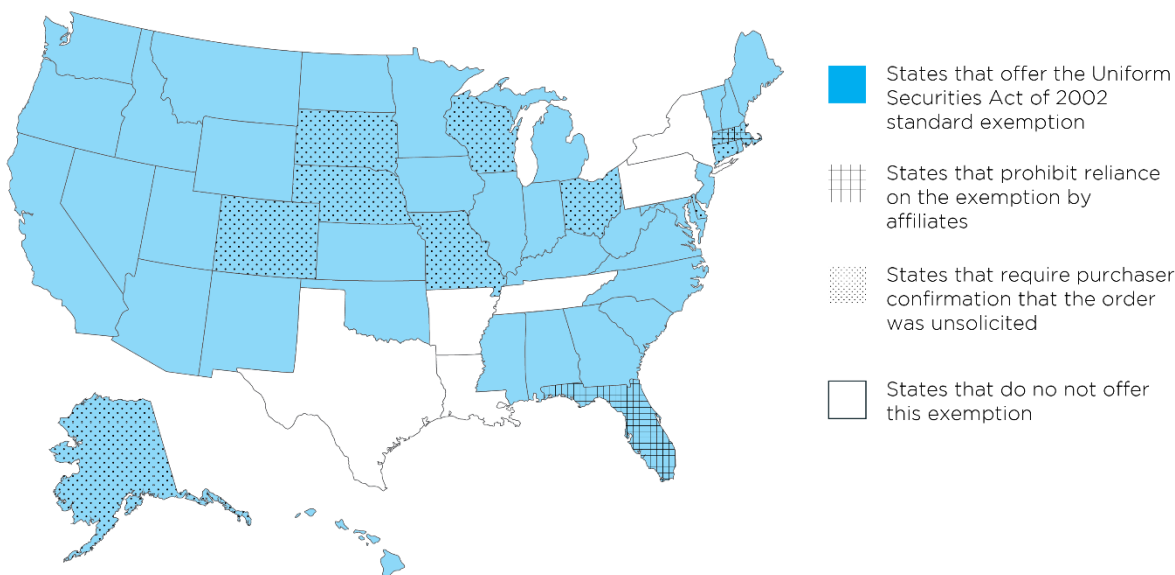 States that offer the Uniform
Securities Act of 2002
standard exemption
States that prohibit reliance
on the exemption by
affiliates
States that require purchaser
confirmation that the order
was unsolicited
States that do no not offer
this exemption